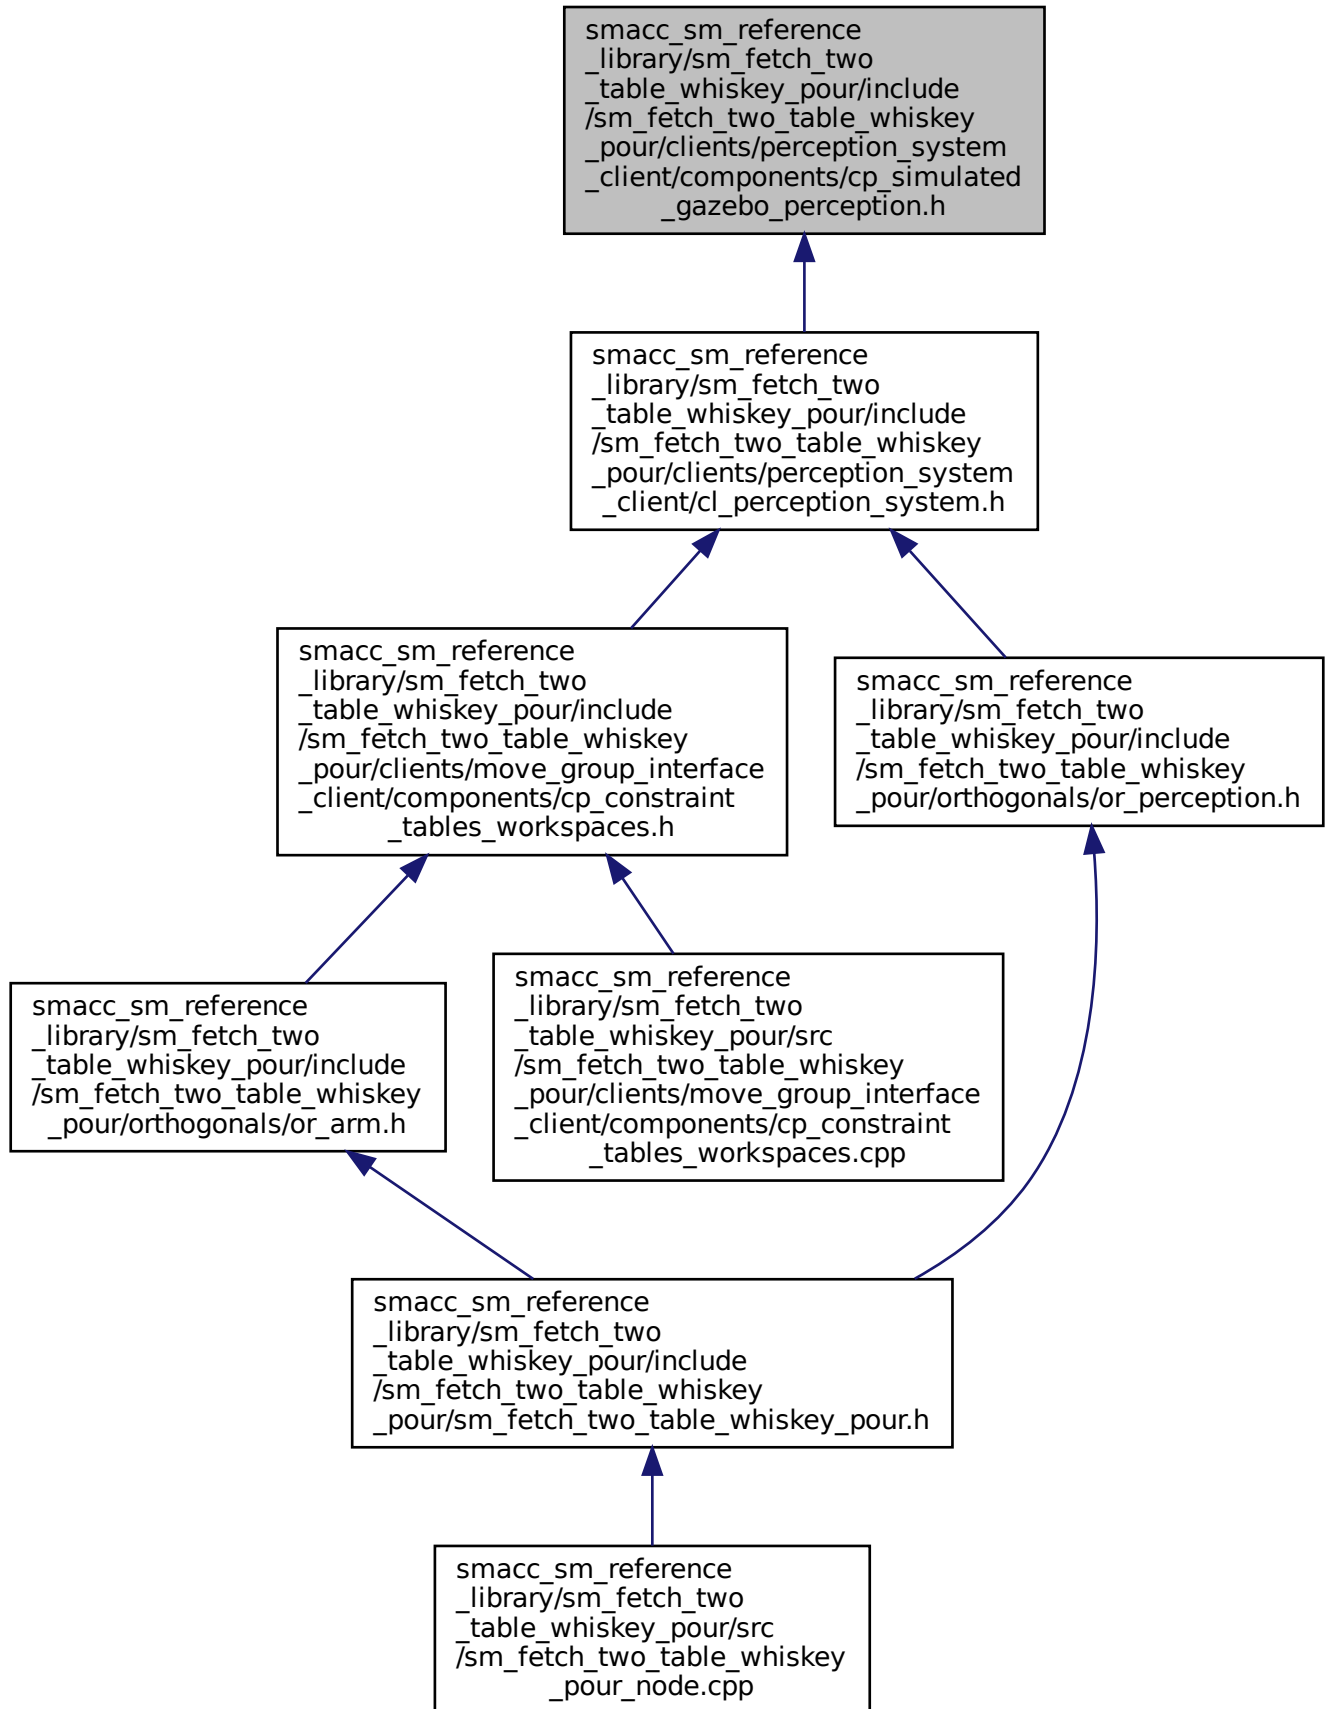 smacc_sm_reference
_library/sm_fetch_two
_table_whiskey_pour/include
/sm_fetch_two_table_whiskey
_pour/clients/perception_system
_client/components/cp_simulated
_gazebo_perception.h
smacc_sm_reference
_library/sm_fetch_two
_table_whiskey_pour/include
/sm_fetch_two_table_whiskey
_pour/clients/perception_system
_client/cl_perception_system.h
smacc_sm_reference
_library/sm_fetch_two
_table_whiskey_pour/include
/sm_fetch_two_table_whiskey
_pour/clients/move_group_interface
_client/components/cp_constraint
_tables_workspaces.h
smacc_sm_reference
_library/sm_fetch_two
_table_whiskey_pour/include
/sm_fetch_two_table_whiskey
_pour/orthogonals/or_perception.h
smacc_sm_reference
_library/sm_fetch_two
_table_whiskey_pour/include
/sm_fetch_two_table_whiskey
_pour/orthogonals/or_arm.h
smacc_sm_reference
_library/sm_fetch_two
_table_whiskey_pour/src
/sm_fetch_two_table_whiskey
_pour/clients/move_group_interface
_client/components/cp_constraint
_tables_workspaces.cpp
smacc_sm_reference
_library/sm_fetch_two
_table_whiskey_pour/include
/sm_fetch_two_table_whiskey
_pour/sm_fetch_two_table_whiskey_pour.h
smacc_sm_reference
_library/sm_fetch_two
_table_whiskey_pour/src
/sm_fetch_two_table_whiskey
_pour_node.cpp